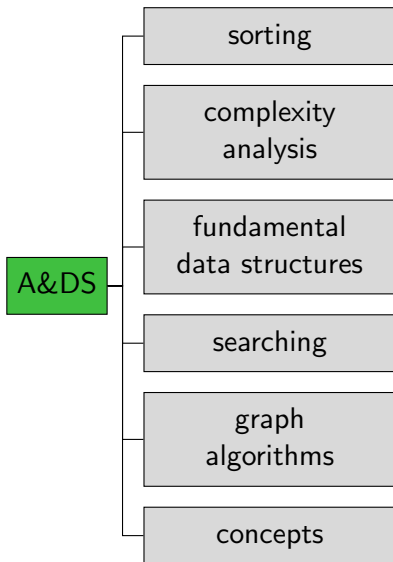 A&DS
sorting
complexity
analysis
fundamental
data structures
searching
graph
algorithms
concepts